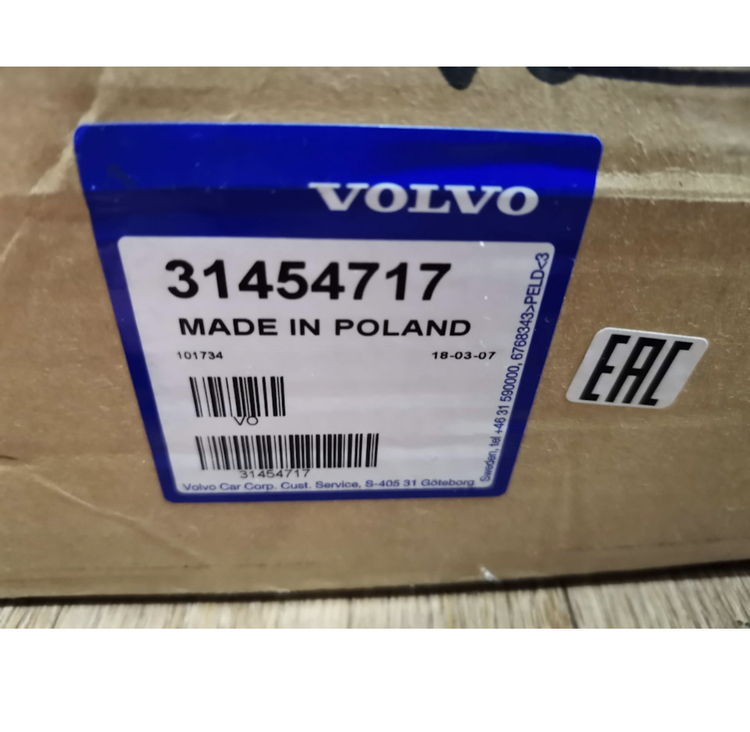 VOLVO
31454717
MADE IN POLAND
101734 18-03-07
VO
31454717
Volvo Car Corp. Cust. Service, S-405 31 Göteborg
Sweden, tel +46 31 590000, 6768343>PELD<3
EAC